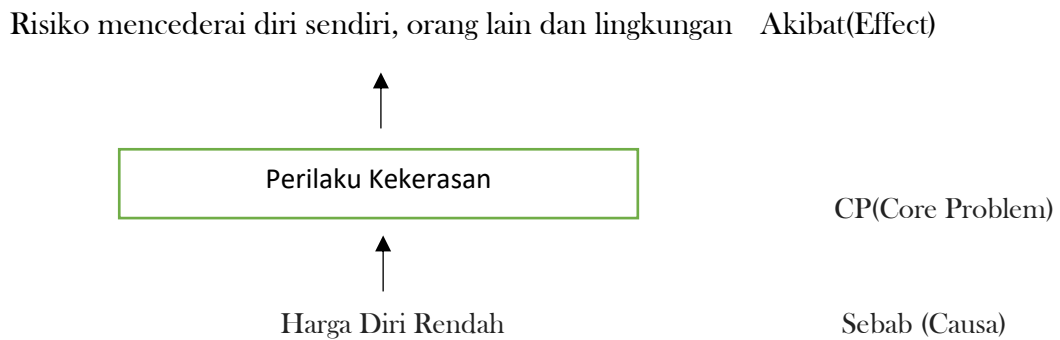 Risiko mencederai diri sendiri, orang lain dan lingkungan Akibat(Effect)
Perilaku Kekerasan
CP(Core Problem)
Harga Diri Rendah Sebab (Causa)